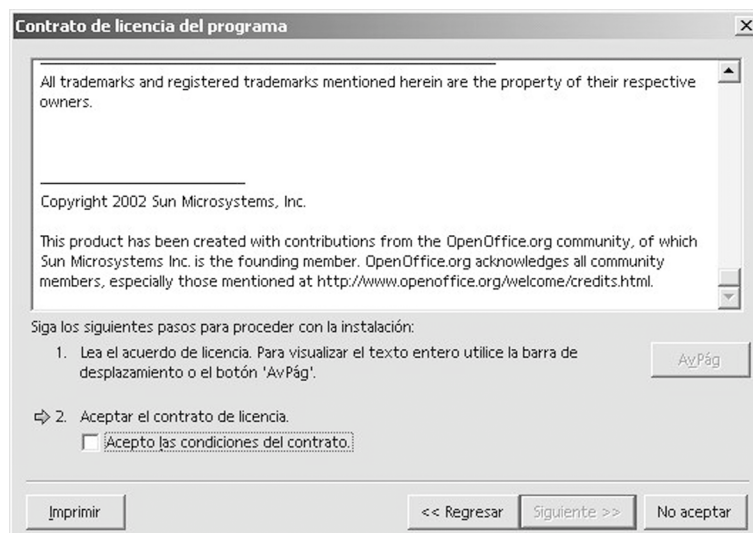 Contrato de licencia del programa
All trademarks and registered trademarks mentioned herein are the property of their respective
owners.
Copyright 2002 Sun Microsystems, Inc.
This product has been created with contributions from the OpenOffice.org community, of which
Sun Microsystems Inc. is the founding member. OpenOffice.org acknowledges all community
members, especially those mentioned at http://www.openoffice.org/welcome/credits.html.
Siga los siguientes pasos para proceder con la instalación:
1. Lea el acuerdo de licencia. Para visualizar el texto entero utilice la barra de
desplazamiento o el botón 'AvPág'.
AvPág
2. Aceptar el contrato de licencia.
Acepto las condiciones del contrato.
Imprimir
<< Regresar
Siguiente >>
No aceptar